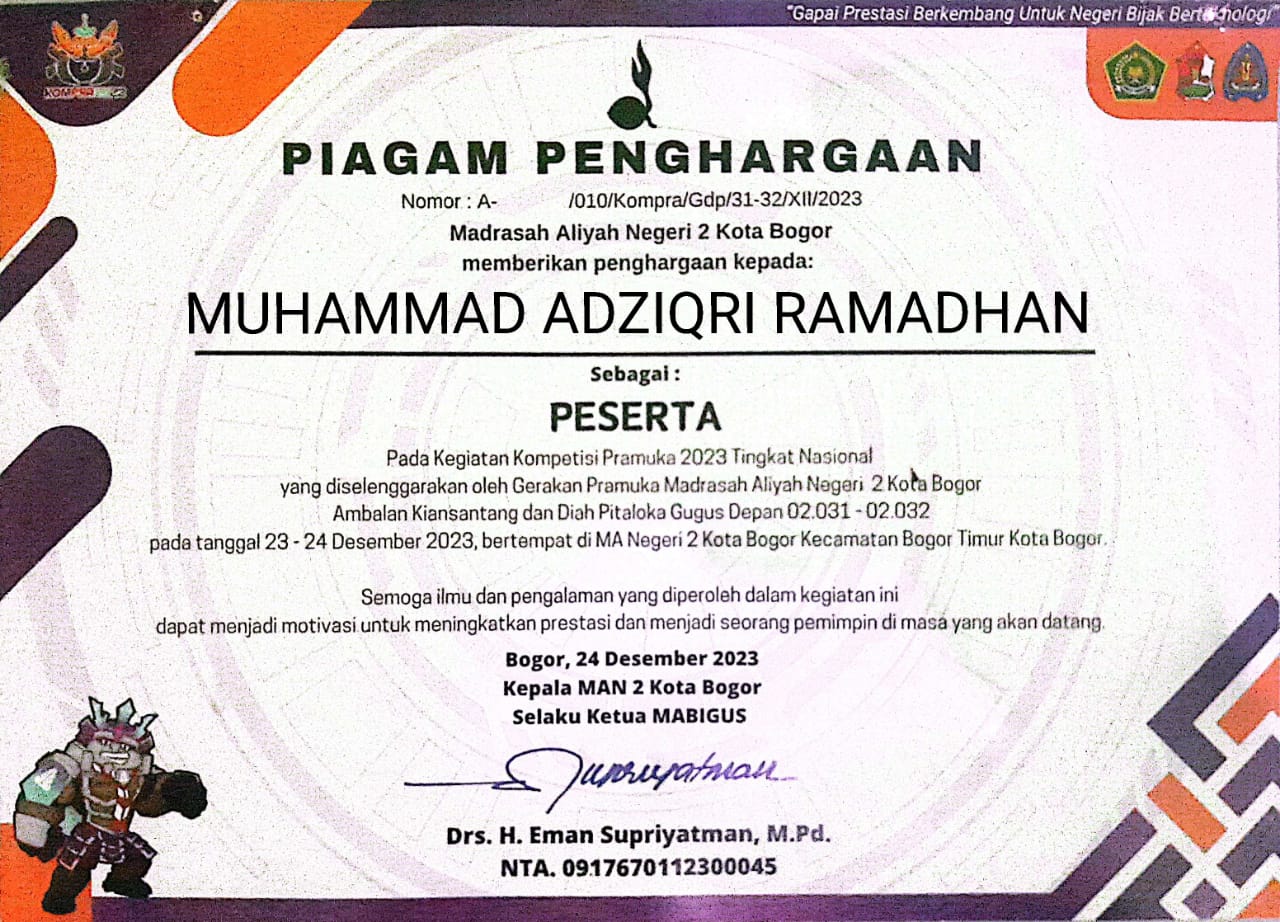 "Gapai Prestasi Berkembang Untuk Negeri Bijak Berteknologi"
PIAGAM PENGHARGAAN
Nomor : A- /010/Kompra/Gdp/31-32/XII/2023
Madrasah Aliyah Negeri 2 Kota Bogor
memberikan penghargaan kepada:
MUHAMMAD ADZIQRI RAMADHAN
Sebagai :
PESERTA
Pada Kegiatan Kompetisi Pramuka 2023 Tingkat Nasional
yang diselenggarakan oleh Gerakan Pramuka Madrasah Aliyah Negeri 2 Kota Bogor
Ambalan Kiansantang dan Diah Pitaloka Gugus Depan 02.031 - 02.032
pada tanggal 23 - 24 Desember 2023, bertempat di MA Negeri 2 Kota Bogor Kecamatan Bogor Timur Kota Bogor.
Semoga ilmu dan pengalaman yang diperoleh dalam kegiatan ini
dapat menjadi motivasi untuk meningkatkan prestasi dan menjadi seorang pemimpin di masa yang akan datang.
Bogor, 24 Desember 2023
Kepala MAN 2 Kota Bogor
Selaku Ketua MABIGUS
Supriyatman
Drs. H. Eman Supriyatman, M.Pd.
NTA. 09.17670112300045